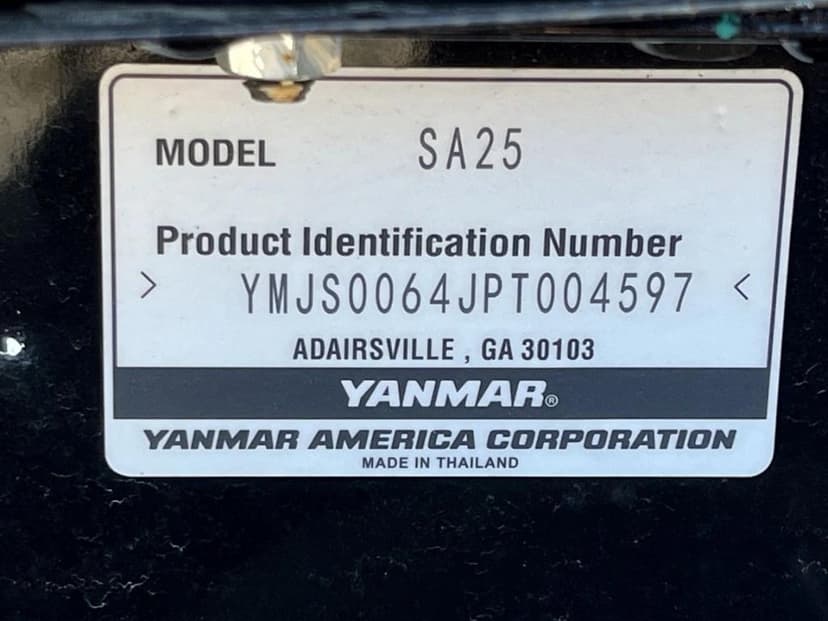 MODEL SA25
Product Identification Number
> YMJS0064JPT004597 <
ADAIRSVILLE , GA 30103
YANMAR®
YANMAR AMERICA CORPORATION
MADE IN THAILAND